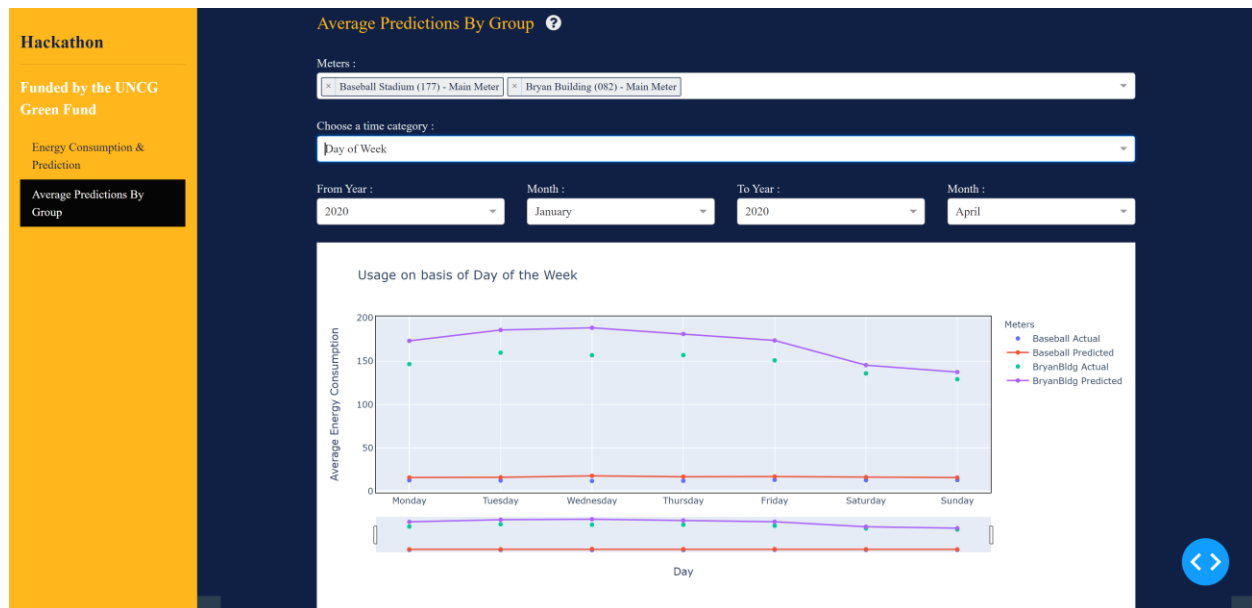 Hackathon
Funded by the UNCG
Green Fund
Energy Consumption &
Prediction
Average Predictions By
Group
Average Predictions By Group ?
Meters :
× Baseball Stadium (177) - Main Meter × Bryan Building (082) - Main Meter
Choose a time category :
Day of Week
From Year : Month : To Year : Month :
2020 January 2020 April
Usage on basis of Day of the Week
200
150
100
50
0
Average Energy Consumption
Meters
Baseball Actual
Baseball Predicted
BryanBldg Actual
BryanBldg Predicted
Monday Tuesday Wednesday Thursday Friday Saturday Sunday
Day